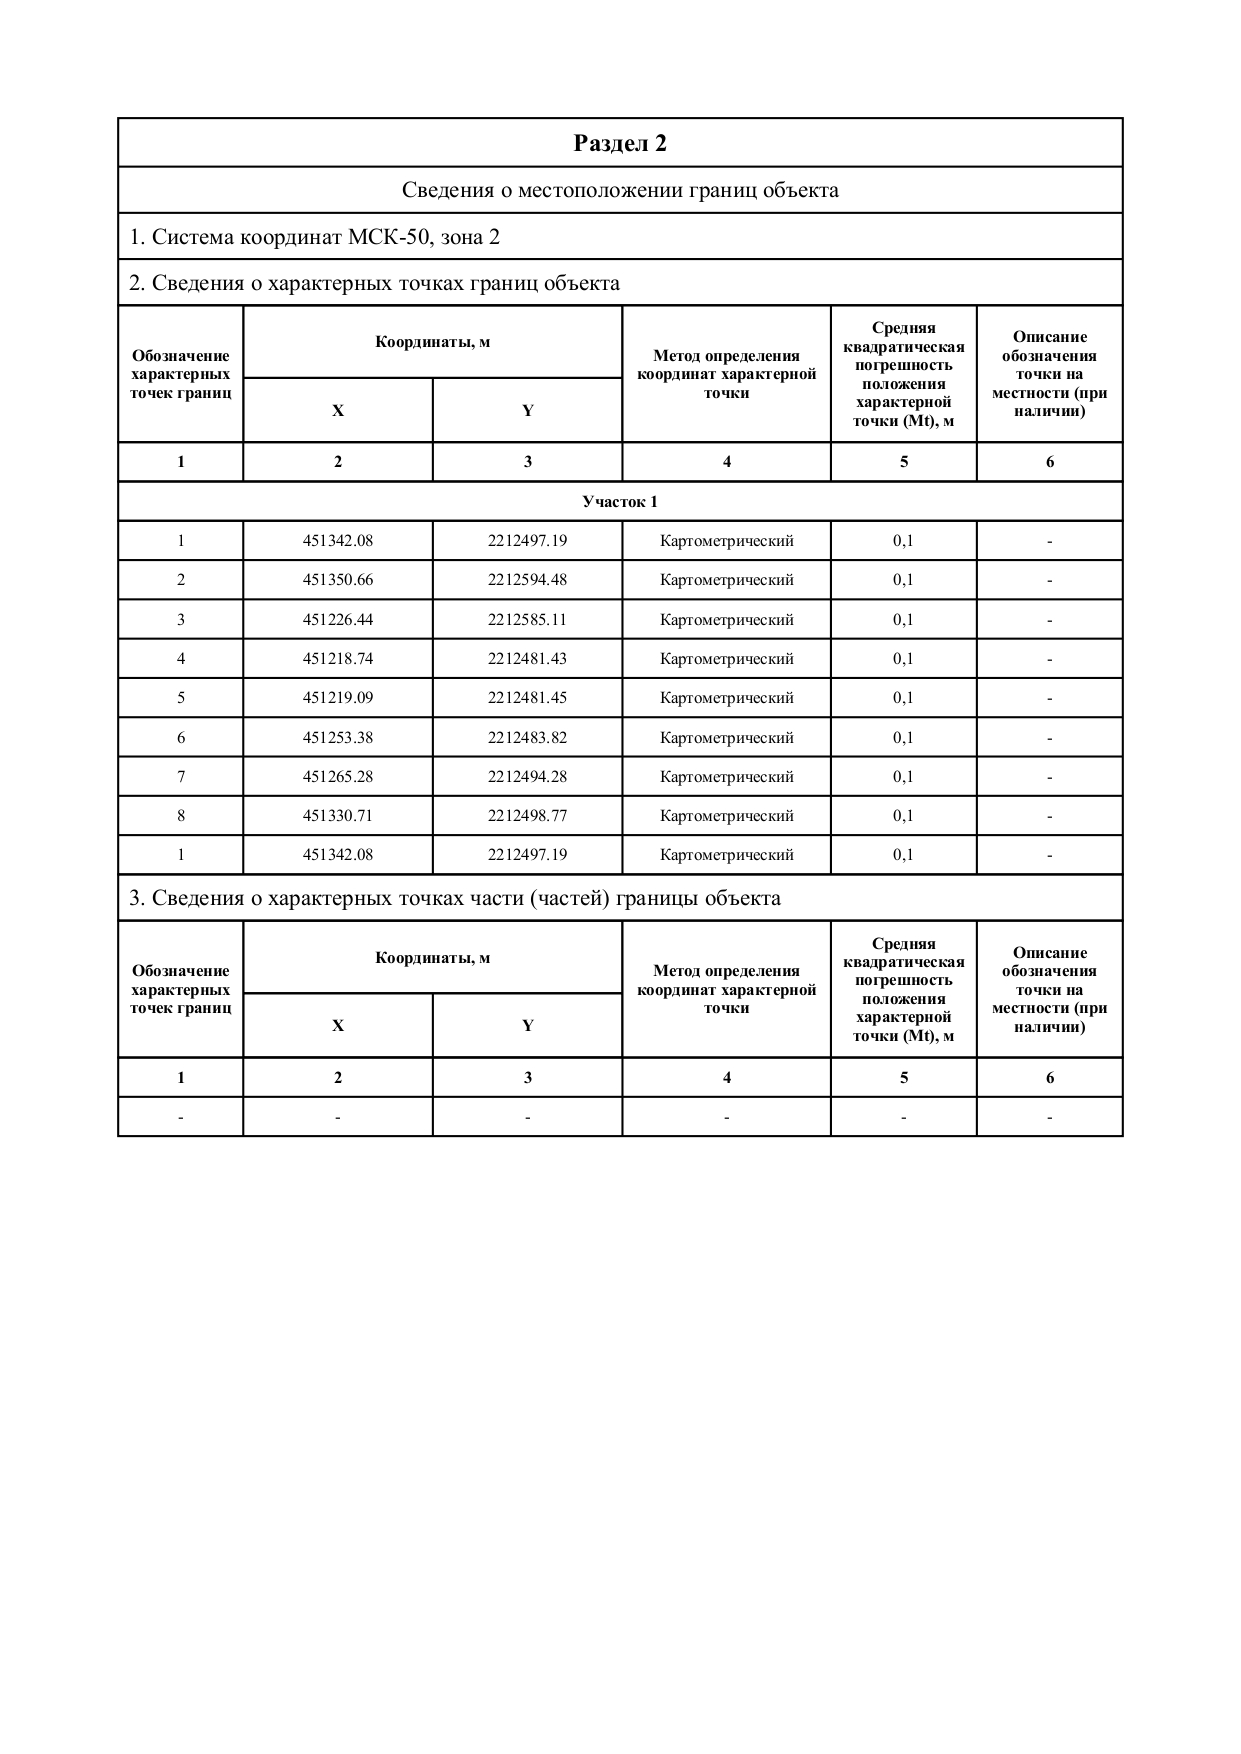 Раздел 2
Сведения о местоположении границ объекта
1. Система координат МСК-50, зона 2
2. Сведения о характерных точках границ объекта
Обозначение
характерных
точек границ
Координаты, м
X
Y
Метод определения
координат характерной
точки
Средняя
квадратическая
погрешность
положения
характерной
точки (Mt), м
Описание
обозначения
точки на
местности (при
наличии)
1 2 3 4 5 6
Участок 1
1 451342.08 2212497.19 Картометрический 0,1 -
2 451350.66 2212594.48 Картометрический 0,1 -
3 451226.44 2212585.11 Картометрический 0,1 -
4 451218.74 2212481.43 Картометрический 0,1 -
5 451219.09 2212481.45 Картометрический 0,1 -
6 451253.38 2212483.82 Картометрический 0,1 -
7 451265.28 2212494.28 Картометрический 0,1 -
8 451330.71 2212498.77 Картометрический 0,1 -
1 451342.08 2212497.19 Картометрический 0,1 -
3. Сведения о характерных точках части (частей) границы объекта
Обозначение
характерных
точек границ
Координаты, м
X
Y
Метод определения
координат характерной
точки
Средняя
квадратическая
погрешность
положения
характерной
точки (Mt), м
Описание
обозначения
точки на
местности (при
наличии)
1 2 3 4 5 6
- - - - - -